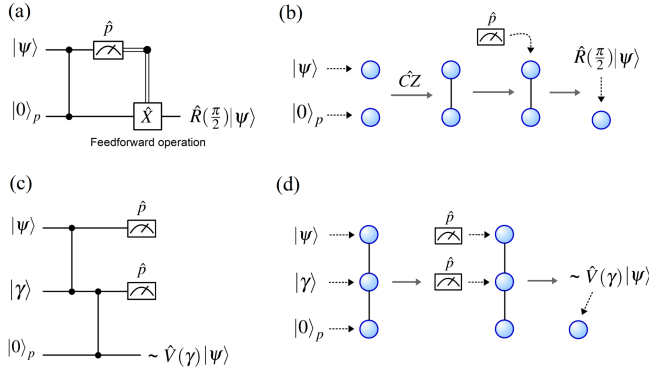 (a)
p̂
|ψ⟩
|0⟩ₚ
X̂
R̂(π/2)|ψ⟩
Feedforward operation
(b)
p̂
|ψ⟩
ĈZ
R̂(π/2)|ψ⟩
|0⟩ₚ
(c)
p̂
|ψ⟩
p̂
|γ⟩
|0⟩ₚ
~ V̂(γ)|ψ⟩
(d)
|ψ⟩
p̂
|γ⟩
p̂
~ V̂(γ)|ψ⟩
|0⟩ₚ